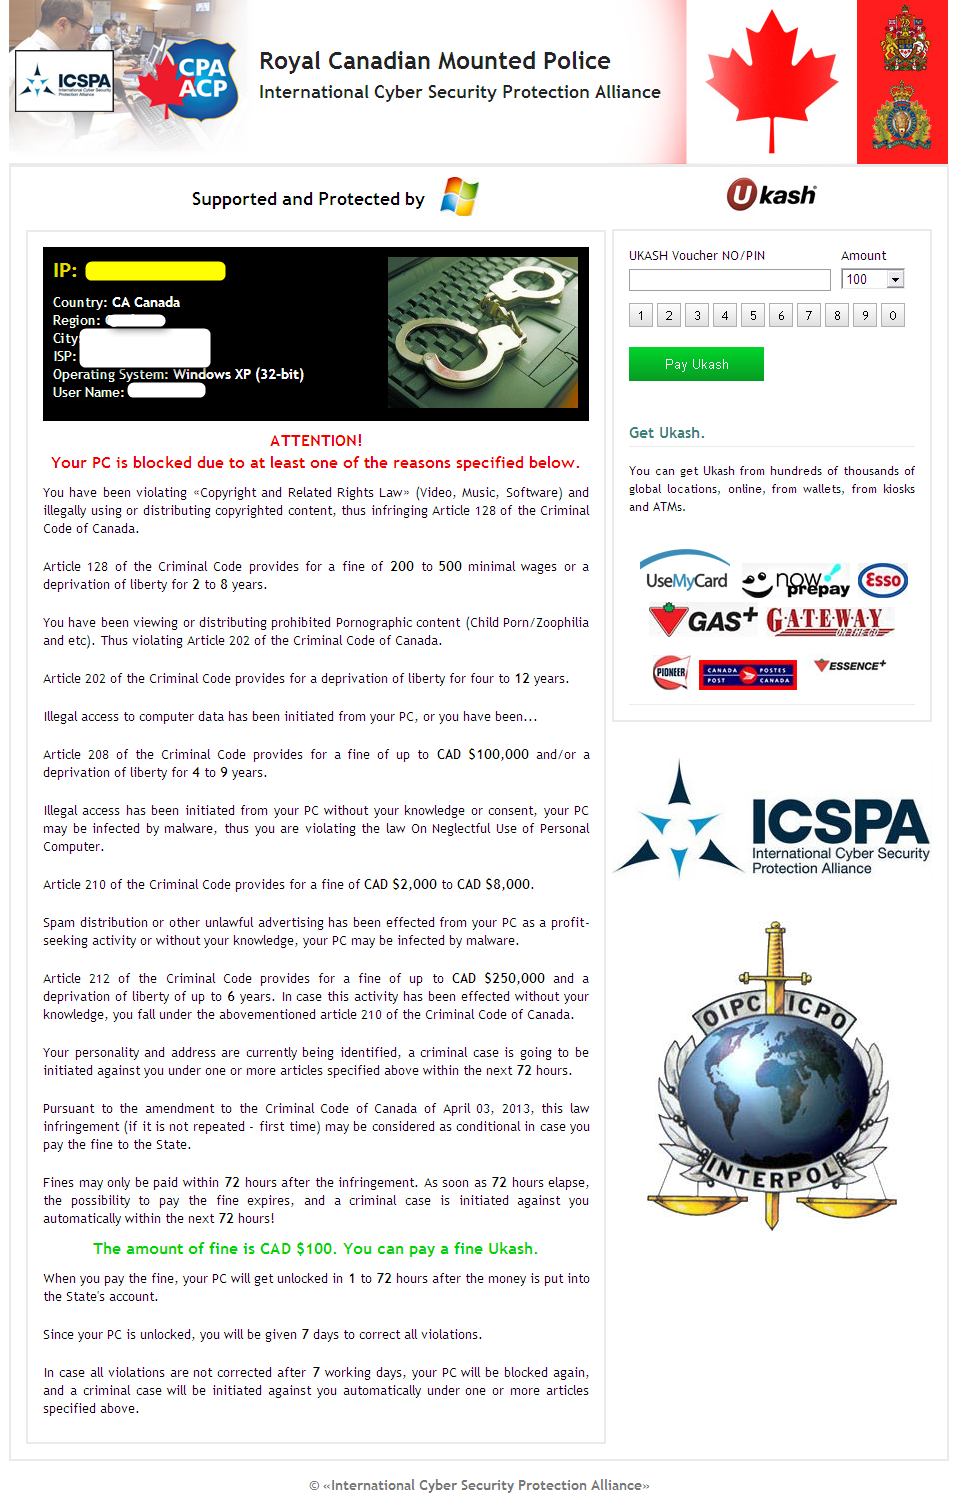 ICSPA
International Cyber Security
Protection Alliance
CPA
ACP
Royal Canadian Mounted Police
International Cyber Security Protection Alliance
Supported and Protected by
Ukash
IP:
Country: CA Canada
Region:
City:
ISP:
Operating System: Windows XP (32-bit)
User Name:
ATTENTION!
Your PC is blocked due to at least one of the reasons specified below.
You have been violating «Copyright and Related Rights Law» (Video, Music, Software) and
illegally using or distributing copyrighted content, thus infringing Article 128 of the Criminal
Code of Canada.
Article 128 of the Criminal Code provides for a fine of 200 to 500 minimal wages or a
deprivation of liberty for 2 to 8 years.
You have been viewing or distributing prohibited Pornographic content (Child Porn/Zoophilia
and etc). Thus violating Article 202 of the Criminal Code of Canada.
Article 202 of the Criminal Code provides for a deprivation of liberty for four to 12 years.
Illegal access to computer data has been initiated from your PC, or you have been...
Article 208 of the Criminal Code provides for a fine of up to CAD $100,000 and/or a
deprivation of liberty for 4 to 9 years.
Illegal access has been initiated from your PC without your knowledge or consent, your PC
may be infected by malware, thus you are violating the law On Neglectful Use of Personal
Computer.
Article 210 of the Criminal Code provides for a fine of CAD $2,000 to CAD $8,000.
Spam distribution or other unlawful advertising has been effected from your PC as a profit-
seeking activity or without your knowledge, your PC may be infected by malware.
Article 212 of the Criminal Code provides for a fine of up to CAD $250,000 and a
deprivation of liberty of up to 6 years. In case this activity has been effected without your
knowledge, you fall under the abovementioned article 210 of the Criminal Code of Canada.
Your personality and address are currently being identified, a criminal case is going to be
initiated against you under one or more articles specified above within the next 72 hours.
Pursuant to the amendment to the Criminal Code of Canada of April 03, 2013, this law
infringement (if it is not repeated - first time) may be considered as conditional in case you
pay the fine to the State.
Fines may only be paid within 72 hours after the infringement. As soon as 72 hours elapse,
the possibility to pay the fine expires, and a criminal case is initiated against you
automatically within the next 72 hours!
The amount of fine is CAD $100. You can pay a fine Ukash.
When you pay the fine, your PC will get unlocked in 1 to 72 hours after the money is put into
the State's account.
Since your PC is unlocked, you will be given 7 days to correct all violations.
In case all violations are not corrected after 7 working days, your PC will be blocked again,
and a criminal case will be initiated against you automatically under one or more articles
specified above.
UKASH Voucher NO/PIN Amount
100
1 2 3 4 5 6 7 8 9 0
Pay Ukash
Get Ukash.
You can get Ukash from hundreds of thousands of
global locations, online, from wallets, from kiosks
and ATMs.
UseMyCard now prepay Esso
GAS+ GATEWAY
ON THE GO
PIONEER CANADA POSTES
POST CANADA
ESSENCE+
ICSPA
International Cyber Security
Protection Alliance
OIPC ICPO
INTERPOL
© «International Cyber Security Protection Alliance»